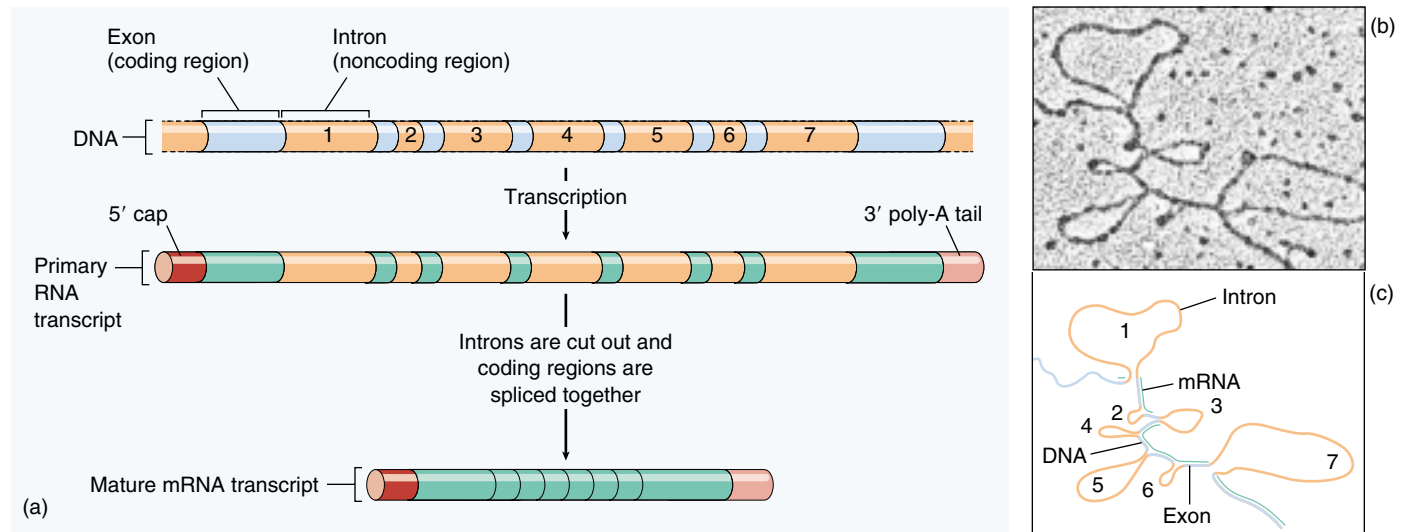 Exon
(coding region)
Intron
(noncoding region)
DNA
1
2
3
4
5
6
7
Transcription
5′ cap
3′ poly-A tail
Primary
RNA
transcript
Introns are cut out and
coding regions are
spliced together
Mature mRNA transcript
(a)
(b)
(c)
Intron
1
mRNA
2
3
4
DNA
5
6
7
Exon